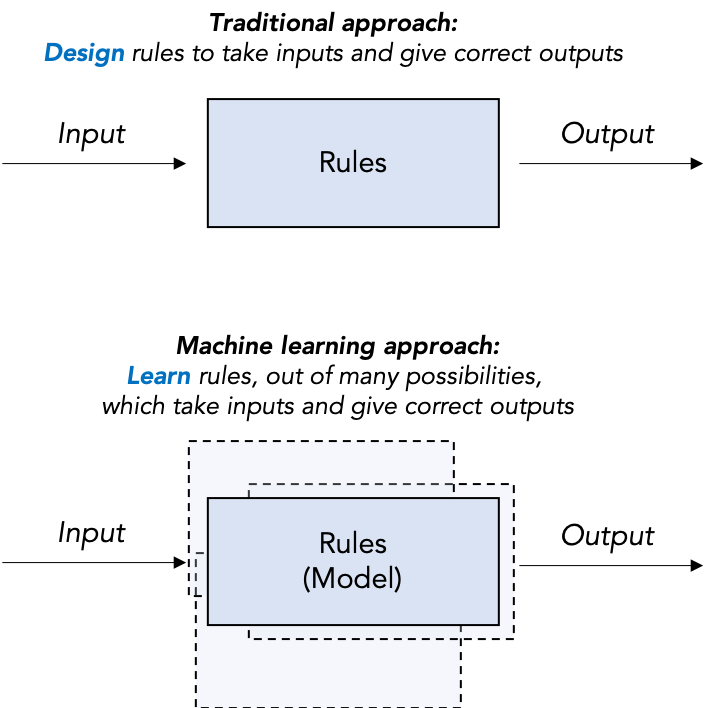 Traditional approach:
Design rules to take inputs and give correct outputs
Input
Rules
Output
Machine learning approach:
Learn rules, out of many possibilities,
which take inputs and give correct outputs
Input
Rules
(Model)
Output